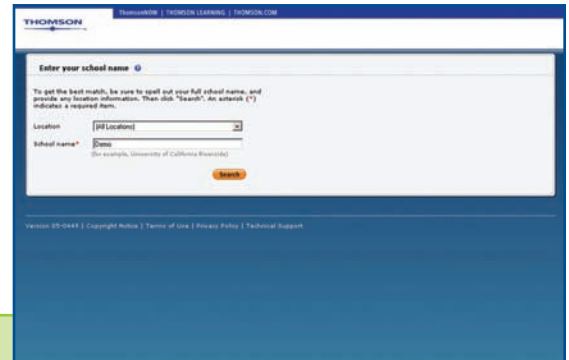 ThomsonNOW | THOMSON LEARNING | THOMSON.COM
THOMSON
Enter your school name
To get the best match, be sure to spell out your full school name, and
provide any location information. Then click "Search". An asterisk (*)
indicates a required item.
Location [All Locations]
School name* Demo
(for example, University of California Riverside)
Search
Version 05-0449 | Copyright Notice | Terms of Use | Privacy Policy | Technical Support